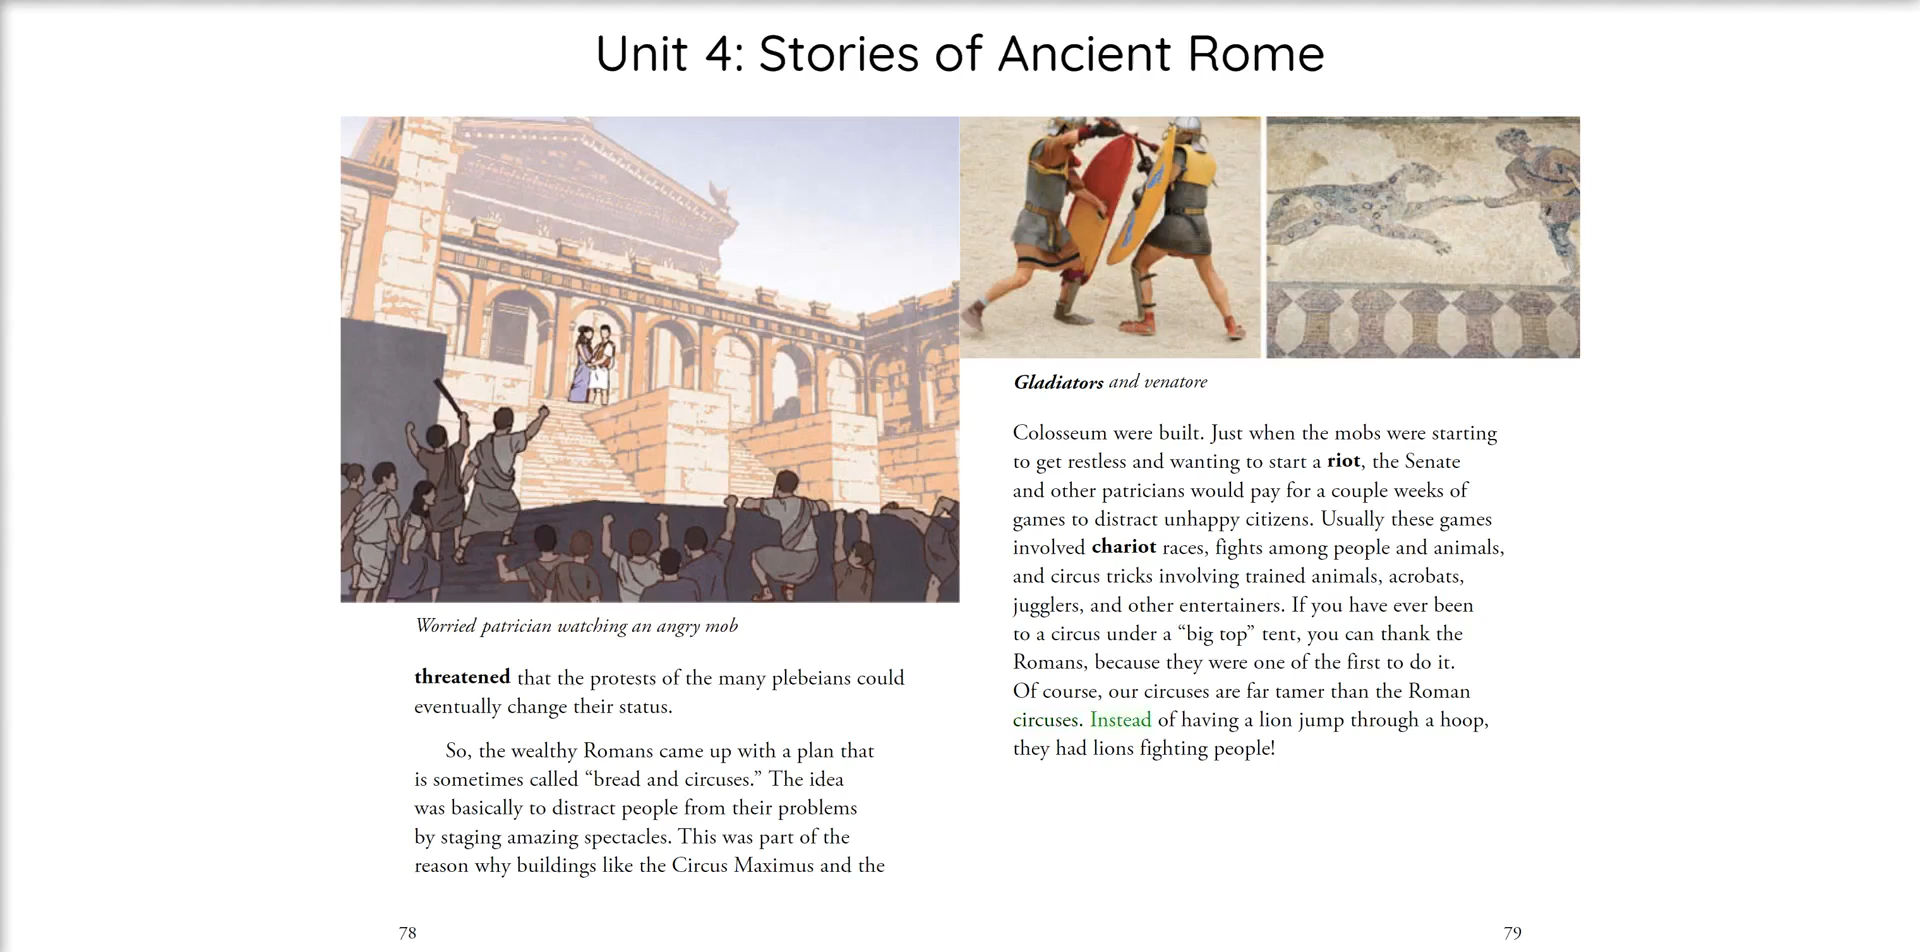 Unit 4: Stories of Ancient Rome
Worried patrician watching an angry mob
threatened that the protests of the many plebeians could
eventually change their status.
So, the wealthy Romans came up with a plan that
is sometimes called “bread and circuses.” The idea
was basically to distract people from their problems
by staging amazing spectacles. This was part of the
reason why buildings like the Circus Maximus and the
78
Gladiators and venatore
Colosseum were built. Just when the mobs were starting
to get restless and wanting to start a riot, the Senate
and other patricians would pay for a couple weeks of
games to distract unhappy citizens. Usually these games
involved chariot races, fights among people and animals,
and circus tricks involving trained animals, acrobats,
jugglers, and other entertainers. If you have ever been
to a circus under a “big top” tent, you can thank the
Romans, because they were one of the first to do it.
Of course, our circuses are far tamer than the Roman
circuses. Instead of having a lion jump through a hoop,
they had lions fighting people!
79